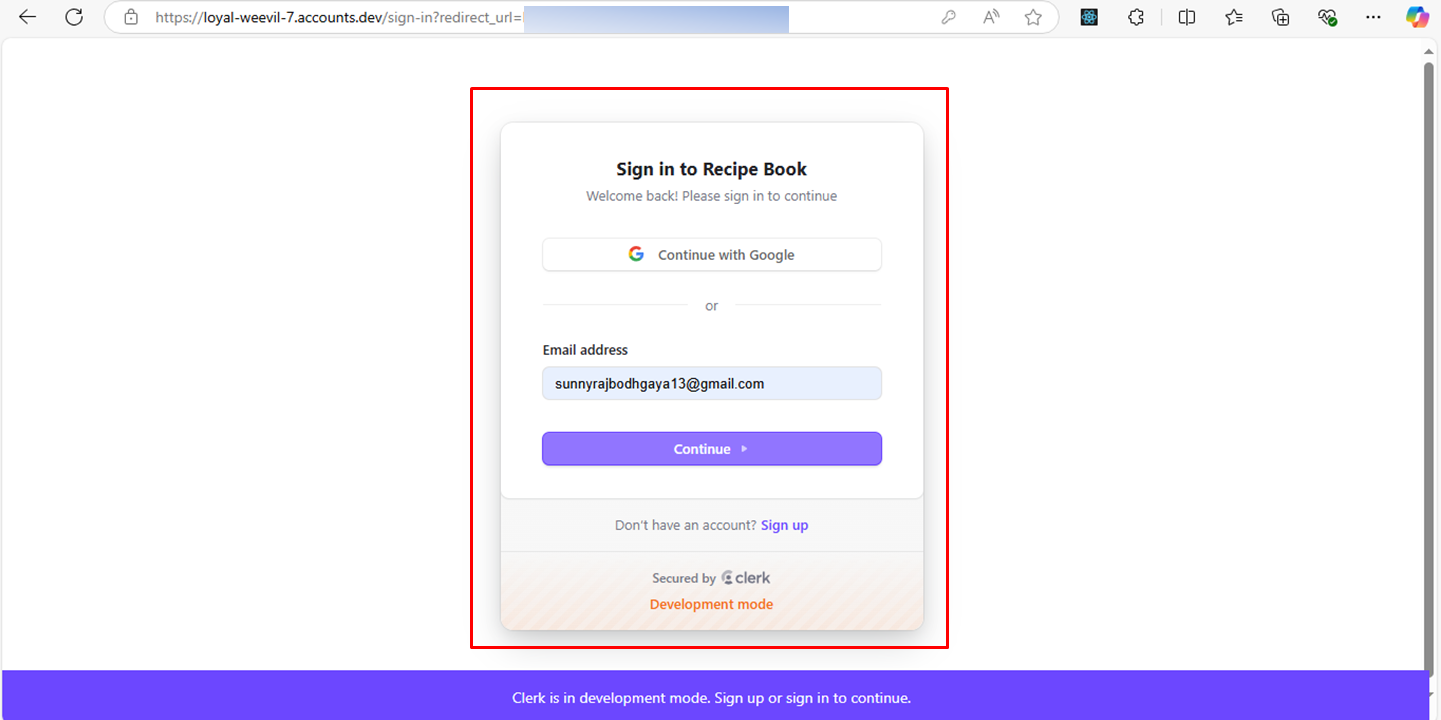 https://loyal-weevil-7.accounts.dev/sign-in?redirect_url=
Sign in to Recipe Book
Welcome back! Please sign in to continue
Continue with Google
or
Email address
sunnyrajbodhgaya13@gmail.com
Continue
Don't have an account? Sign up
Secured by clerk
Development mode
Clerk is in development mode. Sign up or sign in to continue.